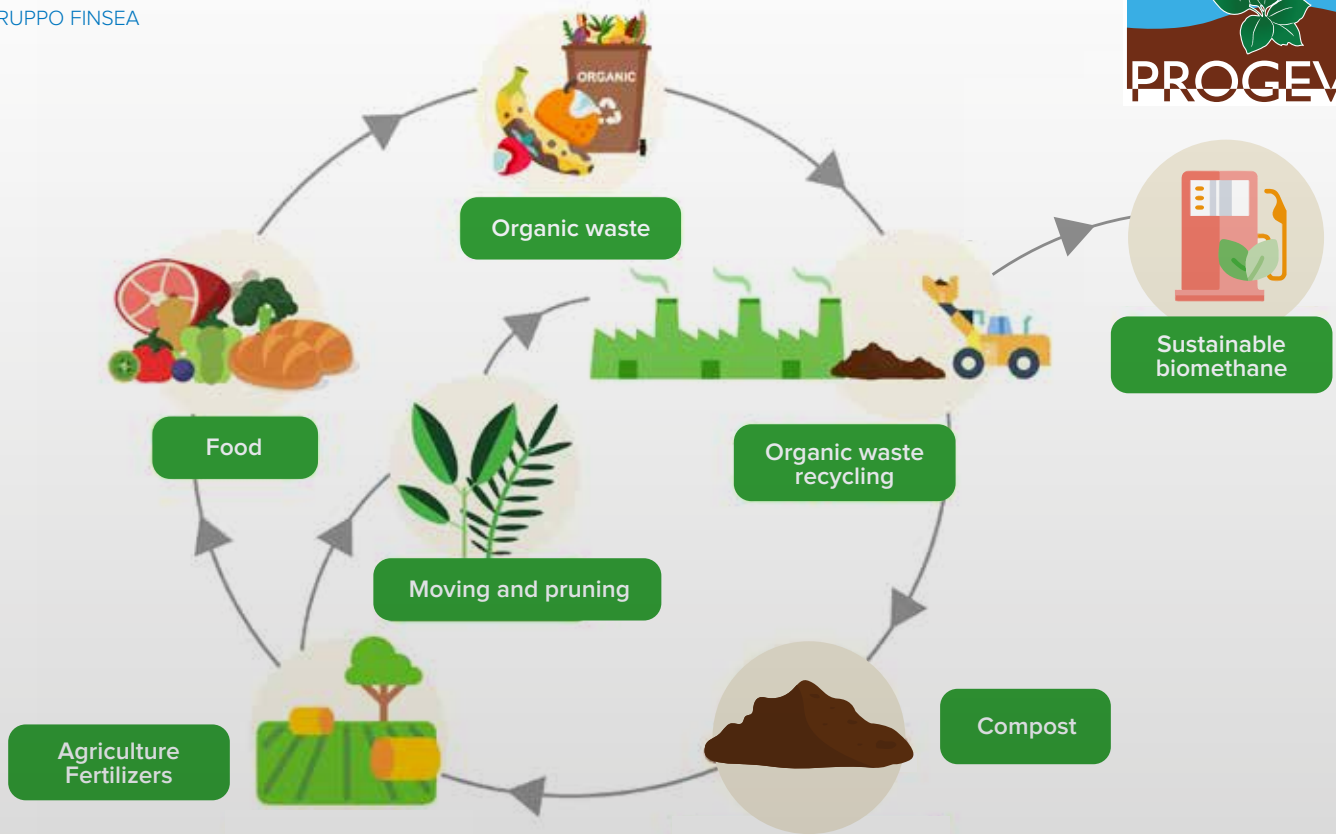 RUPPO FINSEA
PROGEV
ORGANIC
Organic waste
Sustainable
biomethane
Food
Organic waste
recycling
Moving and pruning
Compost
Agriculture
Fertilizers